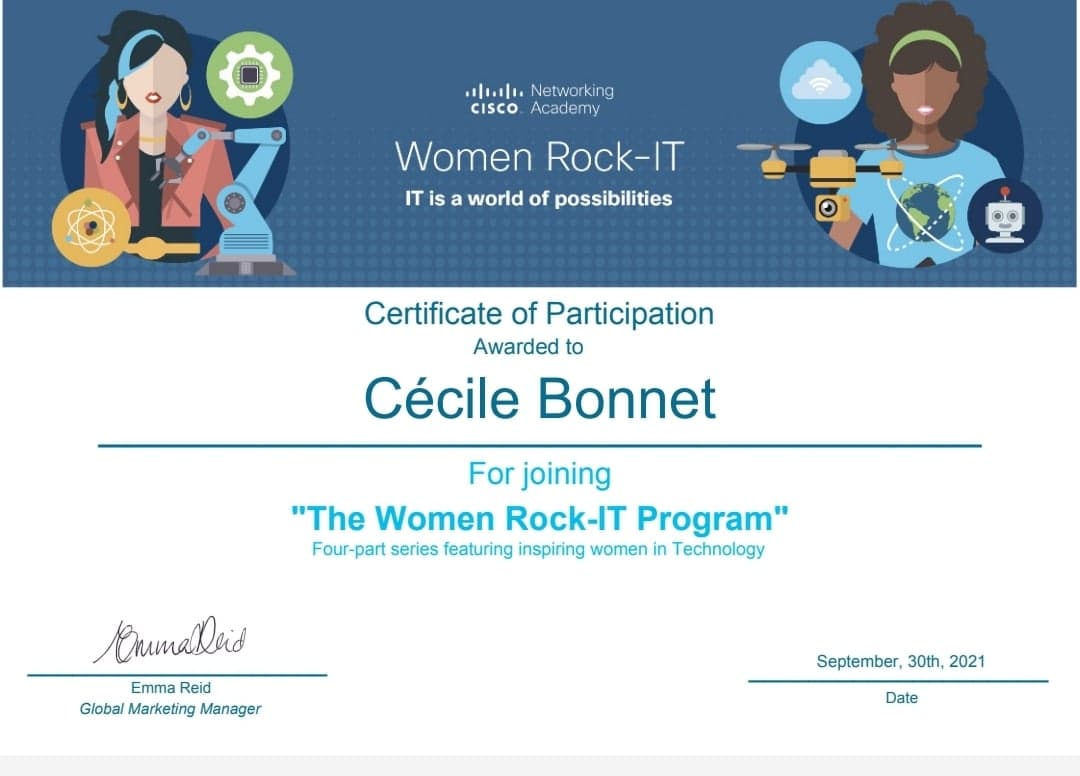 CISCO Networking Academy
Women Rock-IT
IT is a world of possibilities
Certificate of Participation
Awarded to
Cécile Bonnet
For joining
"The Women Rock-IT Program"
Four-part series featuring inspiring women in Technology
Emma Reid
Emma Reid
Global Marketing Manager
September, 30th, 2021
Date